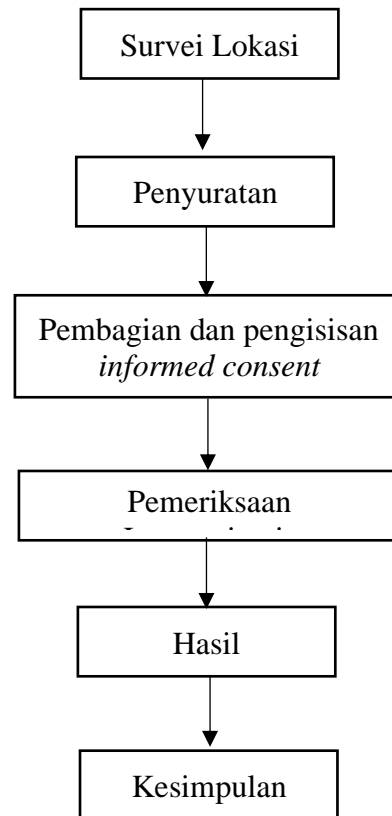 Survei Lokasi
Penyuratan
Pembagian dan pengisisan
informed consent
Pemeriksaan
Hasil
Kesimpulan